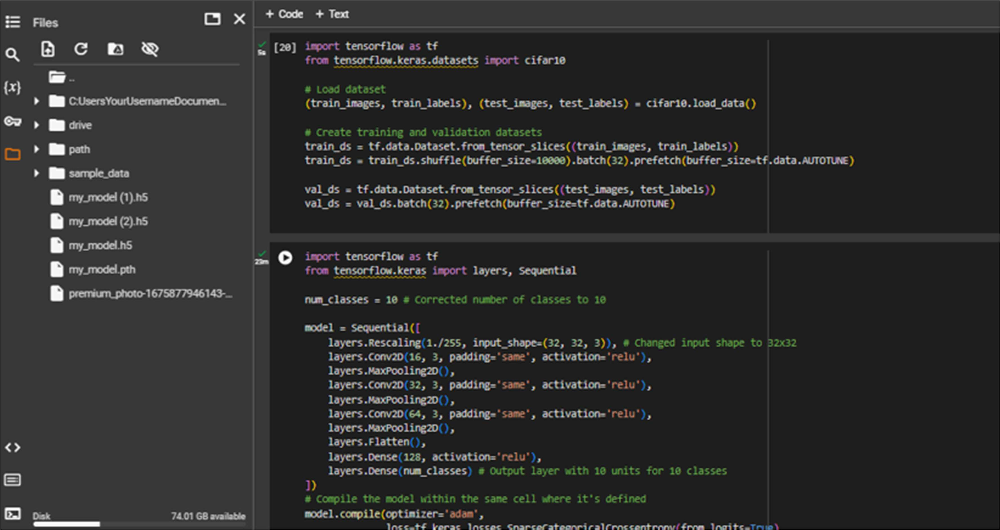 Files
..
C:UsersYourUsernameDocumen...
drive
path
sample_data
my_model (1).h5
my_model (2).h5
my_model.h5
my_model.pth
premium_photo-1675877946143-...
Disk 74.01 GB available
+ Code + Text
5s [20] import tensorflow as tf
from tensorflow.keras.datasets import cifar10
# Load dataset
(train_images, train_labels), (test_images, test_labels) = cifar10.load_data()
# Create training and validation datasets
train_ds = tf.data.Dataset.from_tensor_slices((train_images, train_labels))
train_ds = train_ds.shuffle(buffer_size=10000).batch(32).prefetch(buffer_size=tf.data.AUTOTUNE)
val_ds = tf.data.Dataset.from_tensor_slices((test_images, test_labels))
val_ds = val_ds.batch(32).prefetch(buffer_size=tf.data.AUTOTUNE)
23m import tensorflow as tf
from tensorflow.keras import layers, Sequential
num_classes = 10 # Corrected number of classes to 10
model = Sequential([
layers.Rescaling(1./255, input_shape=(32, 32, 3)), # Changed input shape to 32x32
layers.Conv2D(16, 3, padding='same', activation='relu'),
layers.MaxPooling2D(),
layers.Conv2D(32, 3, padding='same', activation='relu'),
layers.MaxPooling2D(),
layers.Conv2D(64, 3, padding='same', activation='relu'),
layers.MaxPooling2D(),
layers.Flatten(),
layers.Dense(128, activation='relu'),
layers.Dense(num_classes) # Output layer with 10 units for 10 classes
])
# Compile the model within the same cell where it's defined
model.compile(optimizer='adam',
loss=tf.keras.losses.SparseCategoricalCrossentropy(from_logits=True)